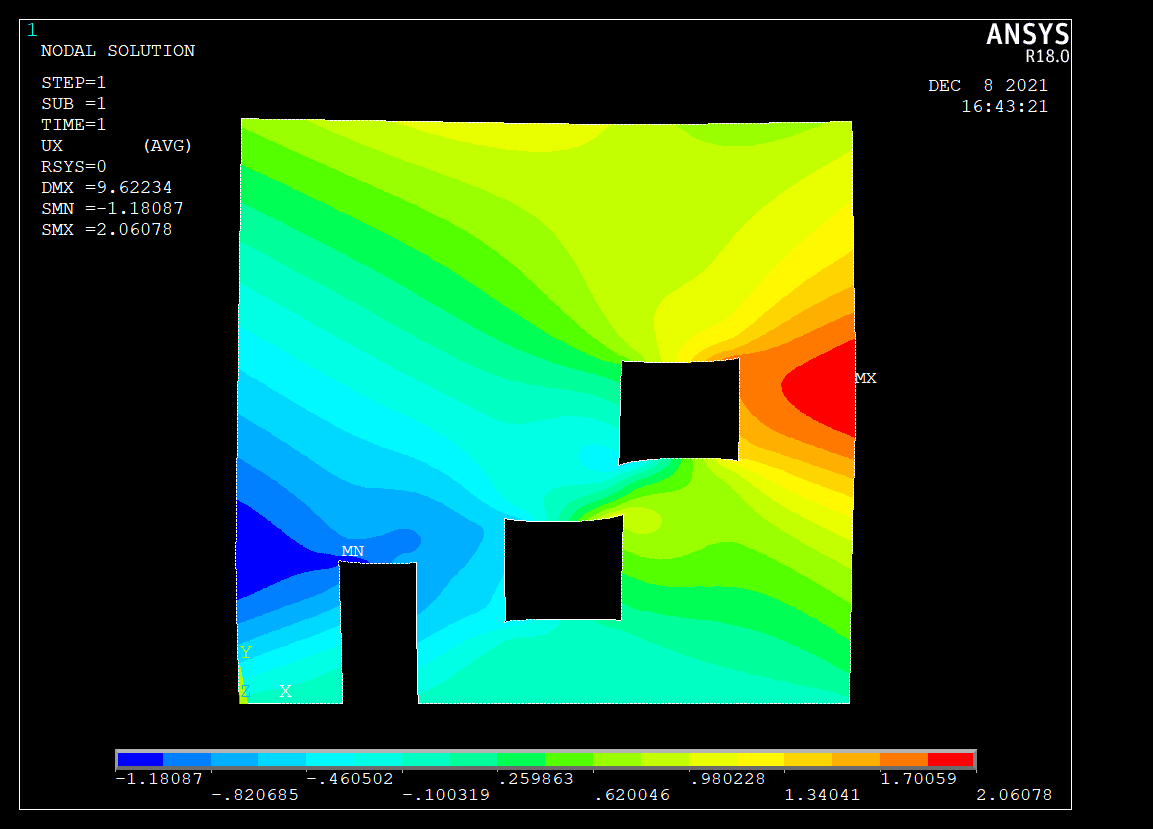 1
ANSYS
R18.0
NODAL SOLUTION
STEP=1
SUB =1
TIME=1
UX (AVG)
RSYS=0
DMX =9.62234
SMN =-1.18087
SMX =2.06078
DEC 8 2021
16:43:21
MX
MN
Y
Z X
-1.18087 -.460502 .259863 .980228 1.70059
-.820685 -.100319 .620046 1.34041 2.06078